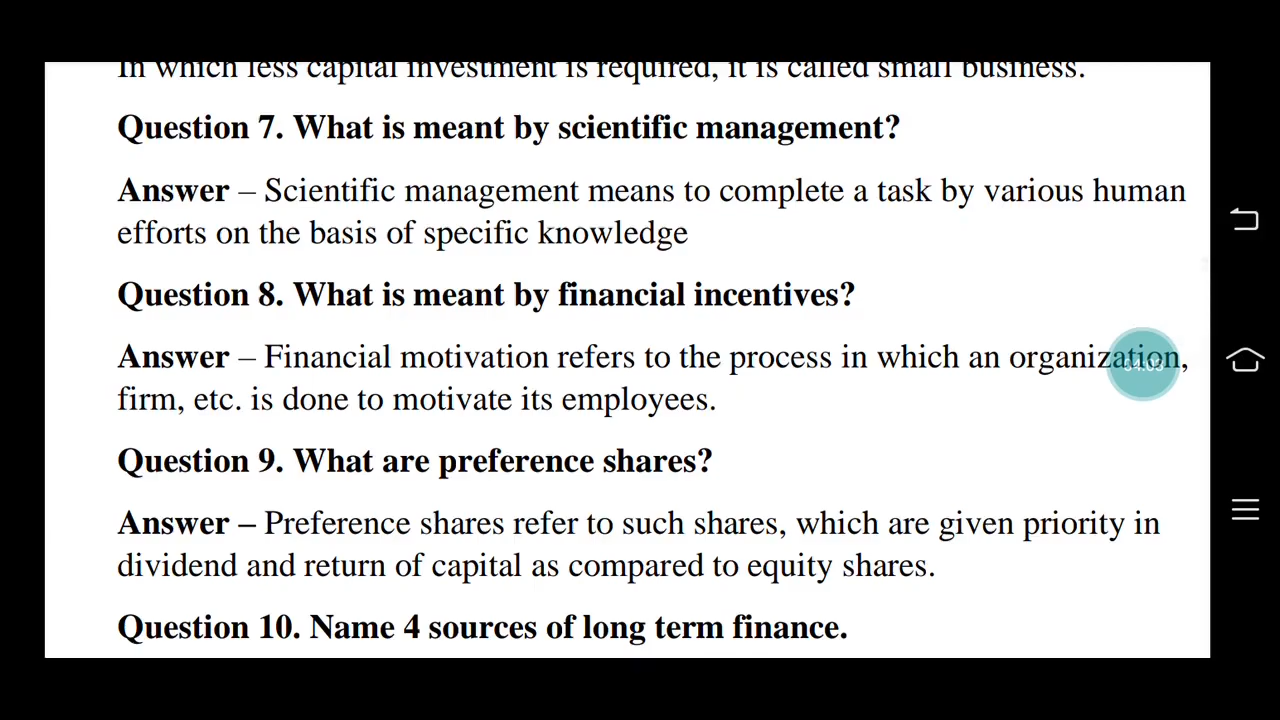 In which less capital investment is required, it is called small business.
Question 7. What is meant by scientific management?
Answer – Scientific management means to complete a task by various human
efforts on the basis of specific knowledge
Question 8. What is meant by financial incentives?
Answer – Financial motivation refers to the process in which an organization,
firm, etc. is done to motivate its employees.
Question 9. What are preference shares?
Answer – Preference shares refer to such shares, which are given priority in
dividend and return of capital as compared to equity shares.
Question 10. Name 4 sources of long term finance.